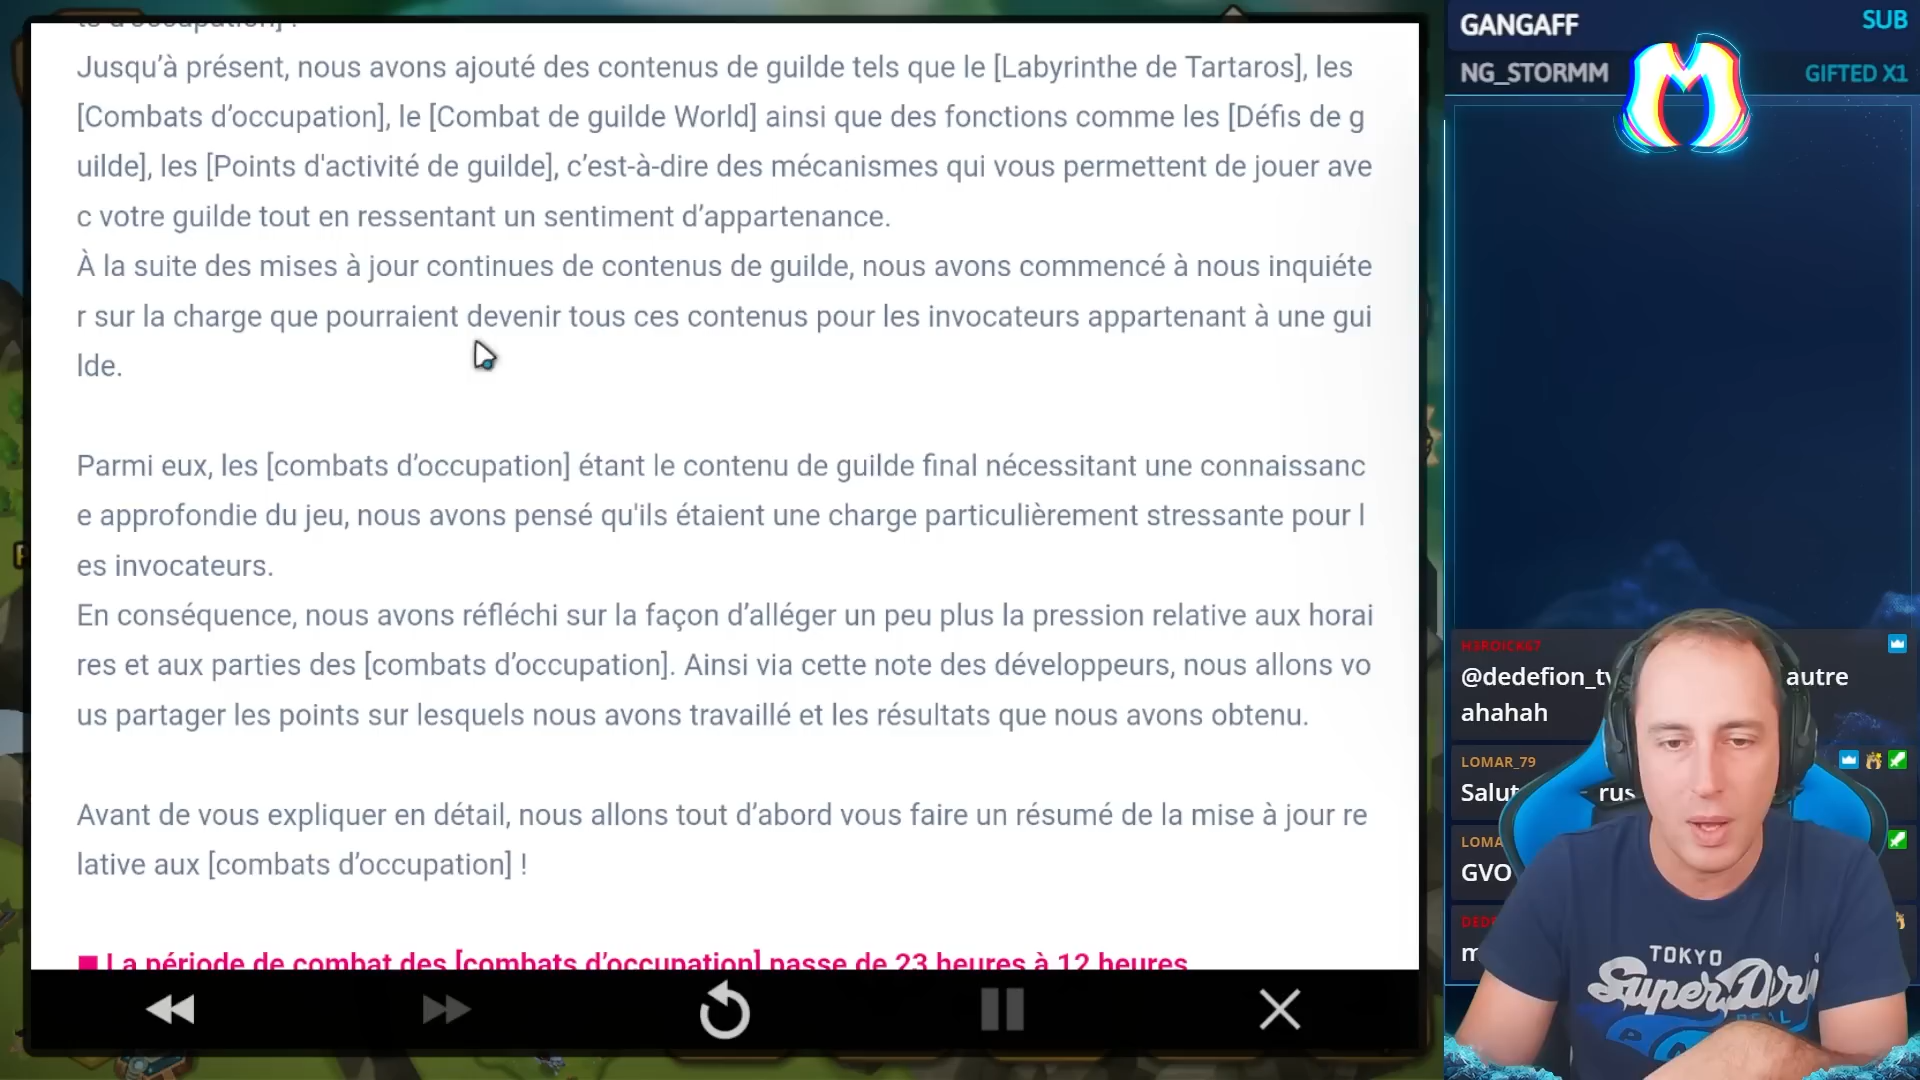 Jusqu’à présent, nous avons ajouté des contenus de guilde tels que le [Labyrinthe de Tartaros], les
[Combats d’occupation], le [Combat de guilde World] ainsi que des fonctions comme les [Défis de g
uilde], les [Points d'activité de guilde], c’est-à-dire des mécanismes qui vous permettent de jouer ave
c votre guilde tout en ressentant un sentiment d’appartenance.
À la suite des mises à jour continues de contenus de guilde, nous avons commencé à nous inquiéte
r sur la charge que pourraient devenir tous ces contenus pour les invocateurs appartenant à une gui
lde.
Parmi eux, les [combats d’occupation] étant le contenu de guilde final nécessitant une connaissanc
e approfondie du jeu, nous avons pensé qu'ils étaient une charge particulièrement stressante pour l
es invocateurs.
En conséquence, nous avons réfléchi sur la façon d’alléger un peu plus la pression relative aux horai
res et aux parties des [combats d’occupation]. Ainsi via cette note des développeurs, nous allons vo
us partager les points sur lesquels nous avons travaillé et les résultats que nous avons obtenu.
Avant de vous expliquer en détail, nous allons tout d’abord vous faire un résumé de la mise à jour re
lative aux [combats d’occupation] !
■ La période de combat des [combats d’occupation] passe de 23 heures à 12 heures
GANGAFF SUB
NG_STORMM GIFTED X1
H3ROICK67
@dedefion_tv autre
ahahah
LOMAR_79
Salut rus
LOMA
GVO
TOKYO